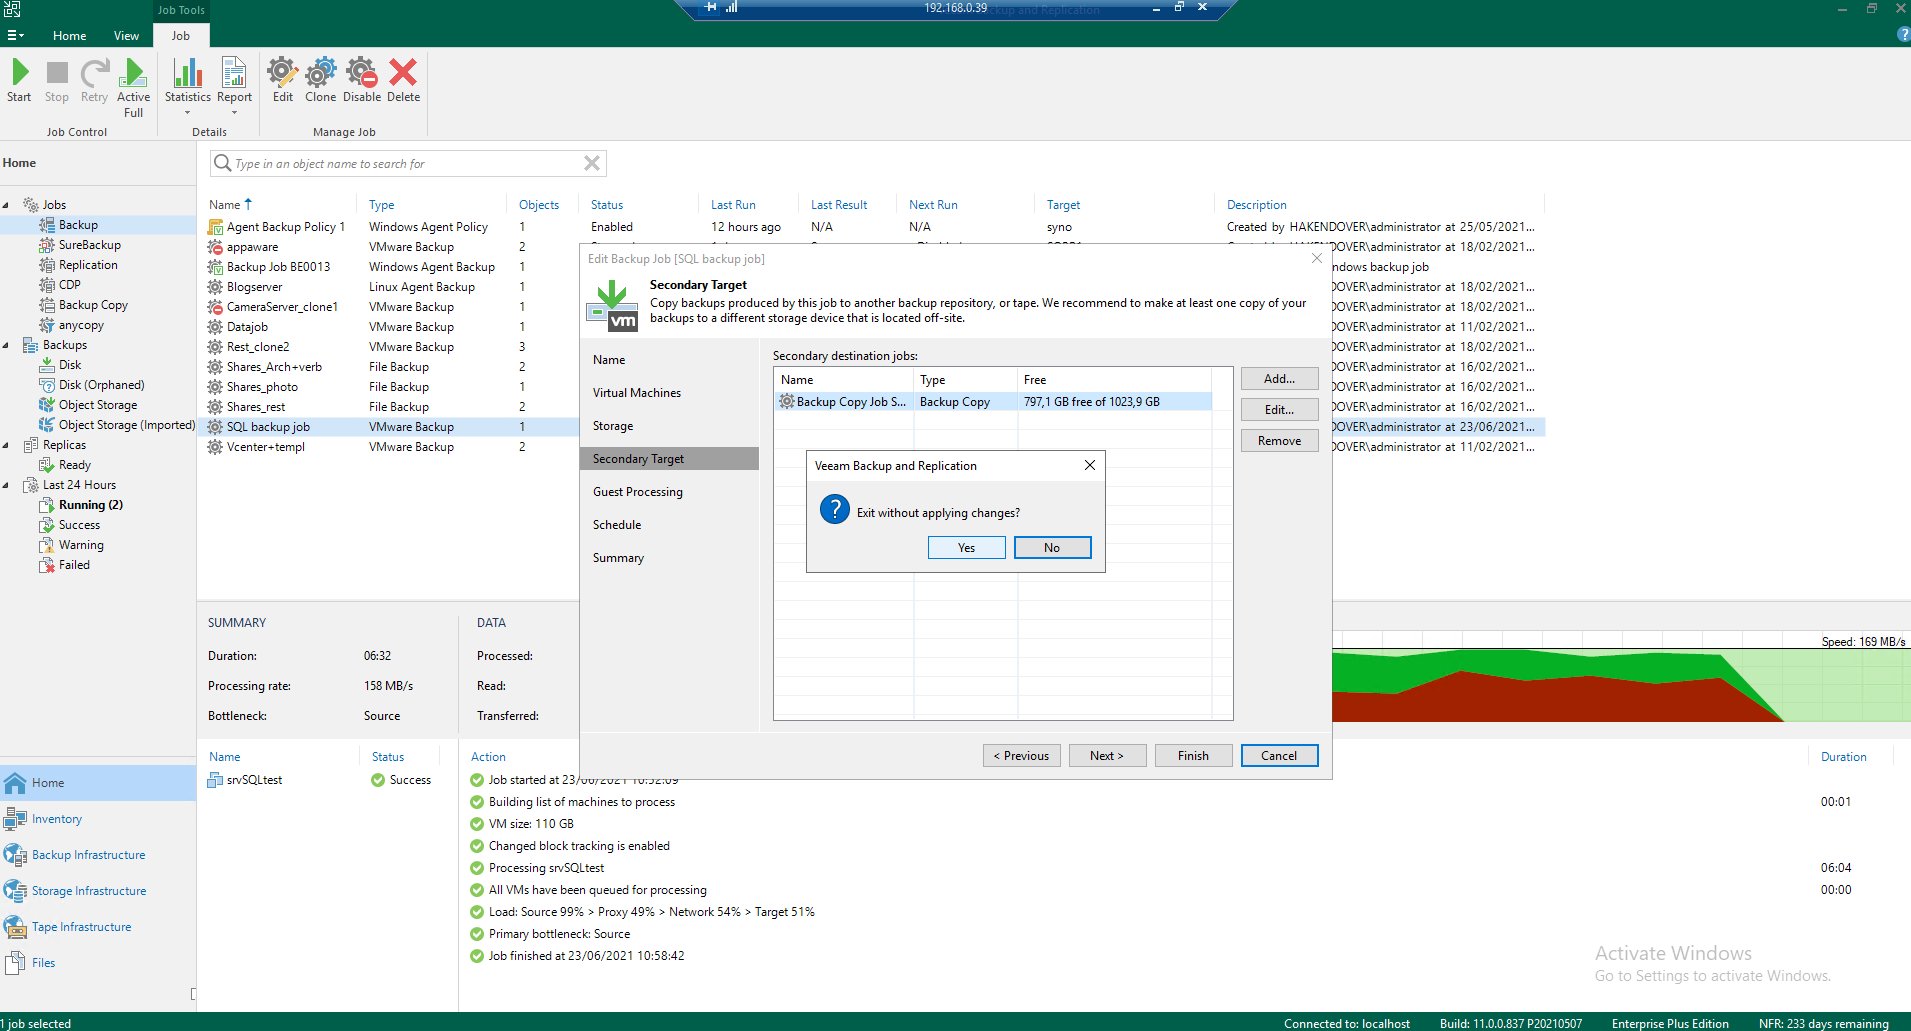 Job Tools
192.168.0.39
Home View Job
Start Stop Retry Active Full
Statistics Report
Edit Clone Disable Delete
Job Control Details Manage Job
Home
Type in an object name to search for
Jobs
Backup
SureBackup
Replication
CDP
Backup Copy
anycopy
Backups
Disk
Disk (Orphaned)
Object Storage
Object Storage (Imported)
Replicas
Ready
Last 24 Hours
Running (2)
Success
Warning
Failed
Home
Inventory
Backup Infrastructure
Storage Infrastructure
Tape Infrastructure
Files
Name Type Objects Status Last Run Last Result Next Run Target Description
Agent Backup Policy 1 Windows Agent Policy 1 Enabled 12 hours ago N/A N/A syno Created by HAKENDOVER\administrator at 25/05/2021...
appaware VMware Backup 2 DOVER\administrator at 18/02/2021...
Backup Job BE0013 Windows Agent Backup 1 ndows backup job
Blogserver Linux Agent Backup 1 DOVER\administrator at 18/02/2021...
CameraServer_clone1 VMware Backup 1 DOVER\administrator at 18/02/2021...
Datajob VMware Backup 1 DOVER\administrator at 11/02/2021...
Rest_clone2 VMware Backup 3 DOVER\administrator at 18/02/2021...
Shares_Arch+verb File Backup 2 DOVER\administrator at 16/02/2021...
Shares_photo File Backup 1 DOVER\administrator at 16/02/2021...
Shares_rest File Backup 2 DOVER\administrator at 16/02/2021...
SQL backup job VMware Backup 1 DOVER\administrator at 23/06/2021...
Vcenter+templ VMware Backup 2 DOVER\administrator at 11/02/2021...
Edit Backup Job [SQL backup job]
vm
Secondary Target
Copy backups produced by this job to another backup repository, or tape. We recommend to make at least one copy of your
backups to a different storage device that is located off-site.
Name
Virtual Machines
Storage
Secondary Target
Guest Processing
Schedule
Summary
Secondary destination jobs:
Name Type Free
Backup Copy Job S... Backup Copy 797,1 GB free of 1023,9 GB
Add...
Edit...
Remove
Veeam Backup and Replication
Exit without applying changes?
Yes No
< Previous Next > Finish Cancel
SUMMARY
Duration: 06:32
Processing rate: 158 MB/s
Bottleneck: Source
DATA
Processed:
Read:
Transferred:
Speed: 169 MB/s
Name Status
srvSQLtest Success
Action Duration
Job started at 23/06/2021 10:52:09
Building list of machines to process 00:01
VM size: 110 GB
Changed block tracking is enabled
Processing srvSQLtest 06:04
All VMs have been queued for processing 00:00
Load: Source 99% > Proxy 49% > Network 54% > Target 51%
Primary bottleneck: Source
Job finished at 23/06/2021 10:58:42
Activate Windows
Go to Settings to activate Windows.
1 job selected
Connected to: localhost Build: 11.0.0.837 P20210507 Enterprise Plus Edition NFR: 233 days remaining